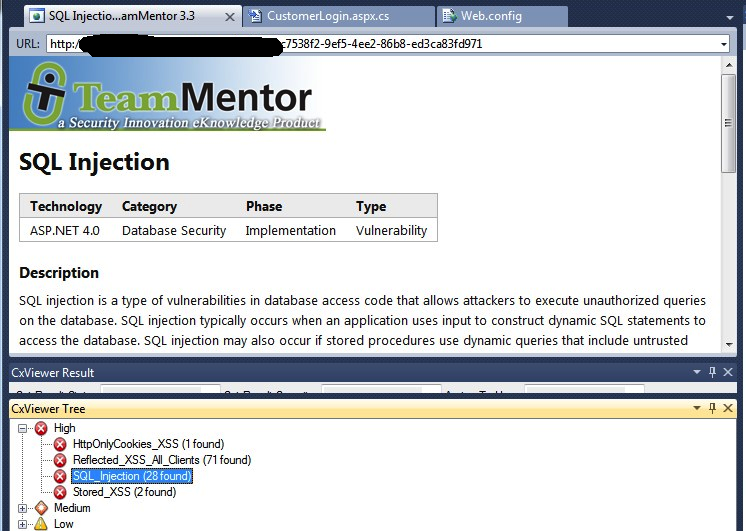 SQL Injectio...amMentor 3.3
CustomerLogin.aspx.cs
Web.config
URL: http:/ c7538f2-9ef5-4ee2-86b8-ed3ca83fd971
TeamMentor
a Security Innovation eKnowledge Product
SQL Injection
Technology Category Phase Type
ASP.NET 4.0 Database Security Implementation Vulnerability
Description
SQL injection is a type of vulnerabilities in database access code that allows attackers to execute unauthorized queries
on the database. SQL injection typically occurs when an application uses input to construct dynamic SQL statements to
access the database. SQL injection may also occur if stored procedures use dynamic queries that include untrusted
CxViewer Result
CxViewer Tree
High
HttpOnlyCookies_XSS (1 found)
Reflected_XSS_All_Clients (71 found)
SQL_Injection (28 found)
Stored_XSS (2 found)
Medium
Low